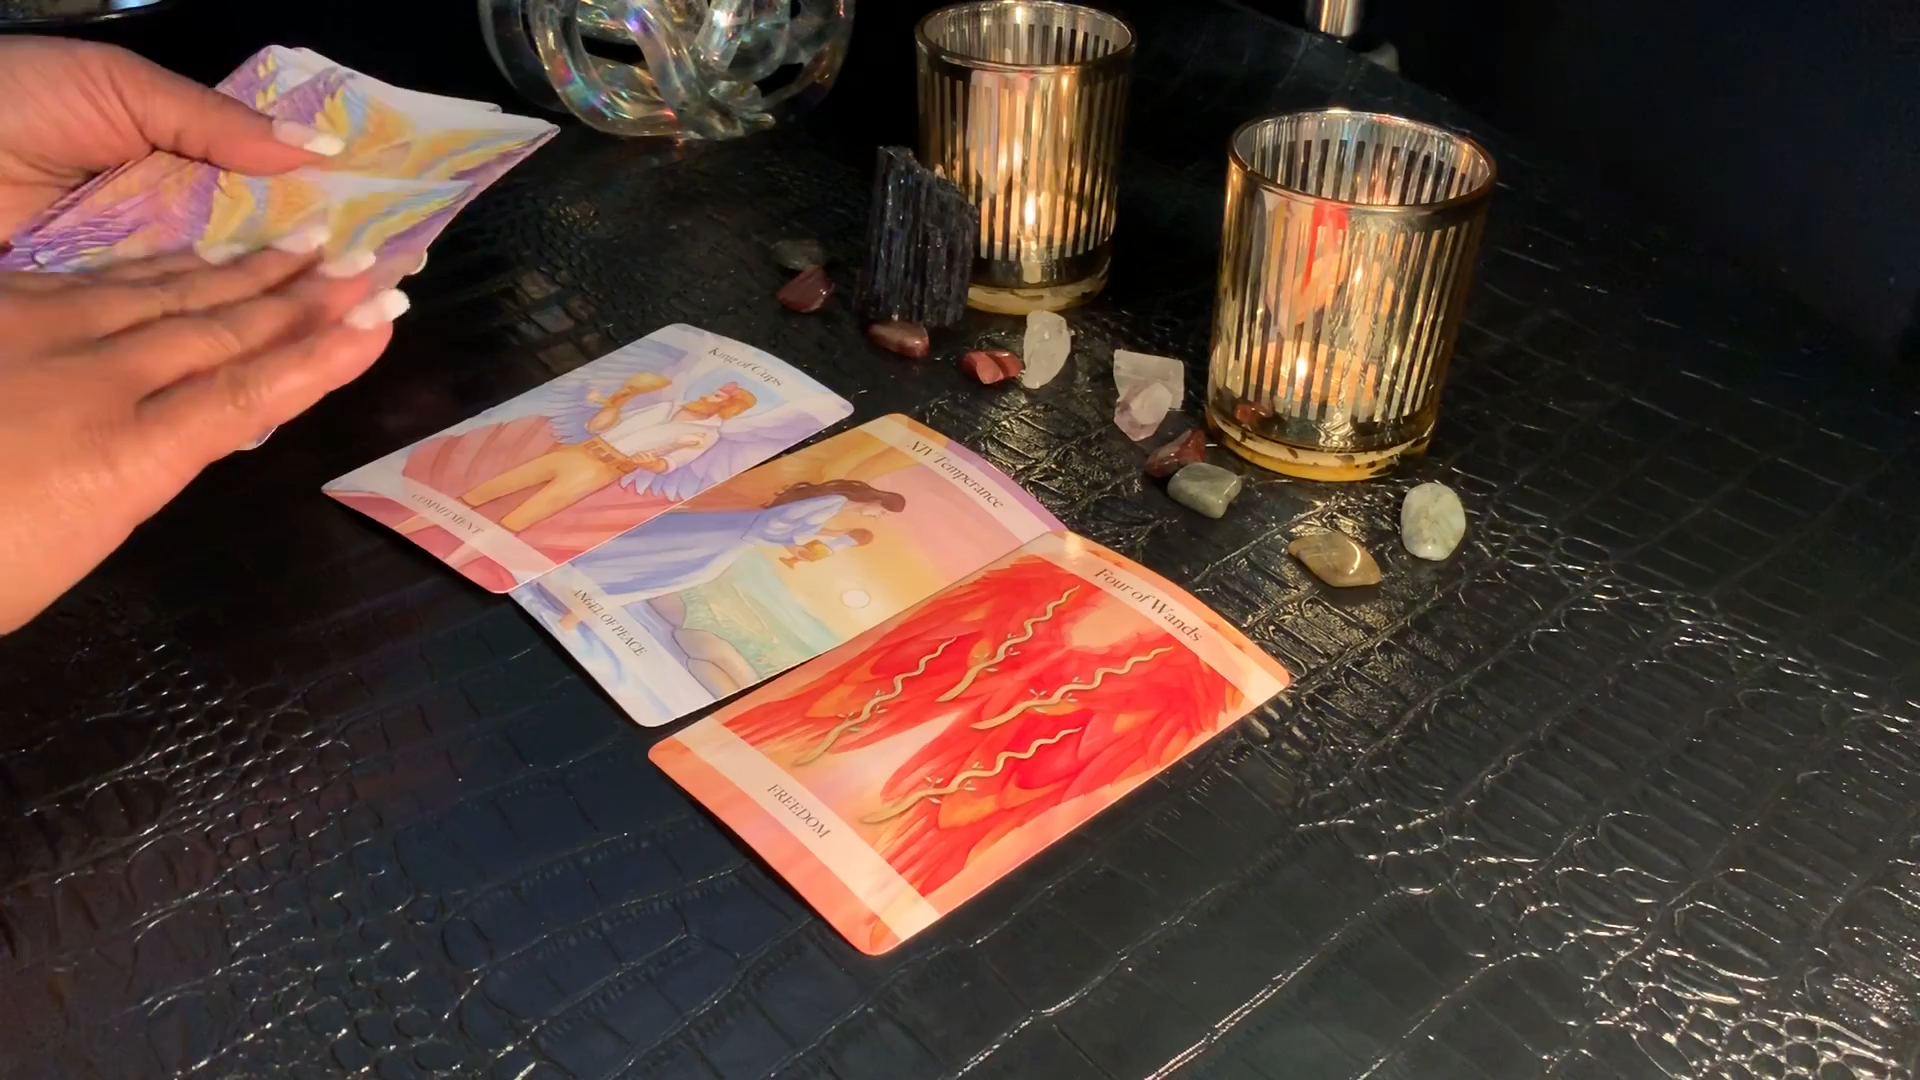 King of Cups
COMMITMENT
XIV Temperance
ANGEL OF PEACE
Four of Wands
FREEDOM